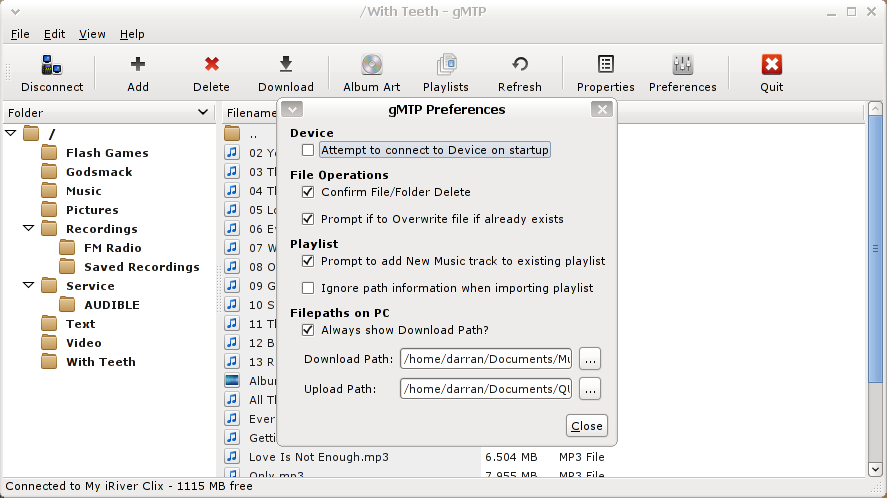 /With Teeth - gMTP
File Edit View Help
Disconnect Add Delete Download Album Art Playlists Refresh Properties Preferences Quit
Folder Filename
/
Flash Games
Godsmack
Music
Pictures
Recordings
FM Radio
Saved Recordings
Service
AUDIBLE
Text
Video
With Teeth
..
02 Yo
03 Th
04 Th
05 Lo
06 Ev
07 W
08 O
09 G
10 S
11 Th
12 B
13 R
Album
All Th
Every
Getti
Love Is Not Enough.mp3 6.504 MB MP3 File
Only.mp3 7.955 MB MP3 File
gMTP Preferences
Device
Attempt to connect to Device on startup
File Operations
Confirm File/Folder Delete
Prompt if to Overwrite file if already exists
Playlist
Prompt to add New Music track to existing playlist
Ignore path information when importing playlist
Filepaths on PC
Always show Download Path?
Download Path: /home/darran/Documents/Mu ...
Upload Path: /home/darran/Documents/QU ...
Close
Connected to My iRiver Clix - 1115 MB free